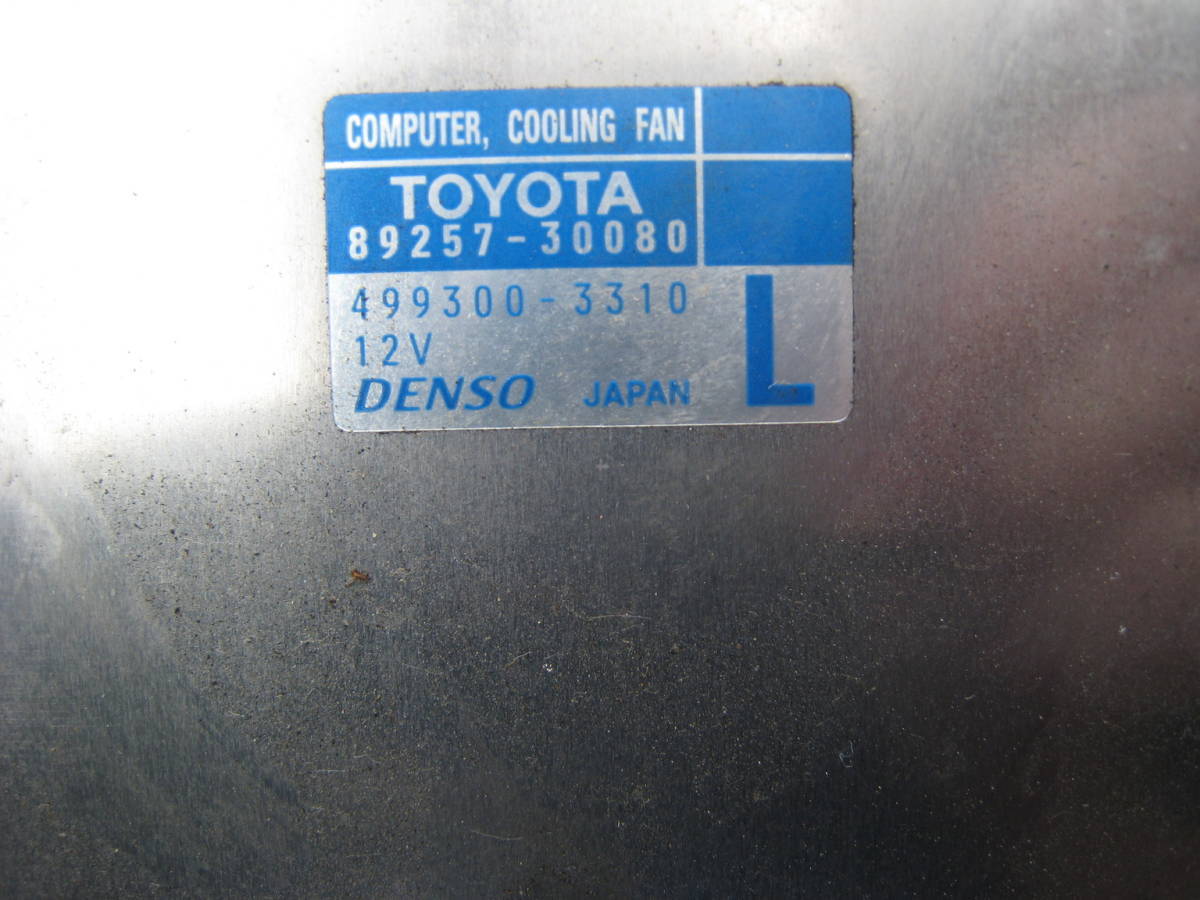 COMPUTER, COOLING FAN
TOYOTA
89257-30080
499300-3310
12V
DENSO JAPAN
L